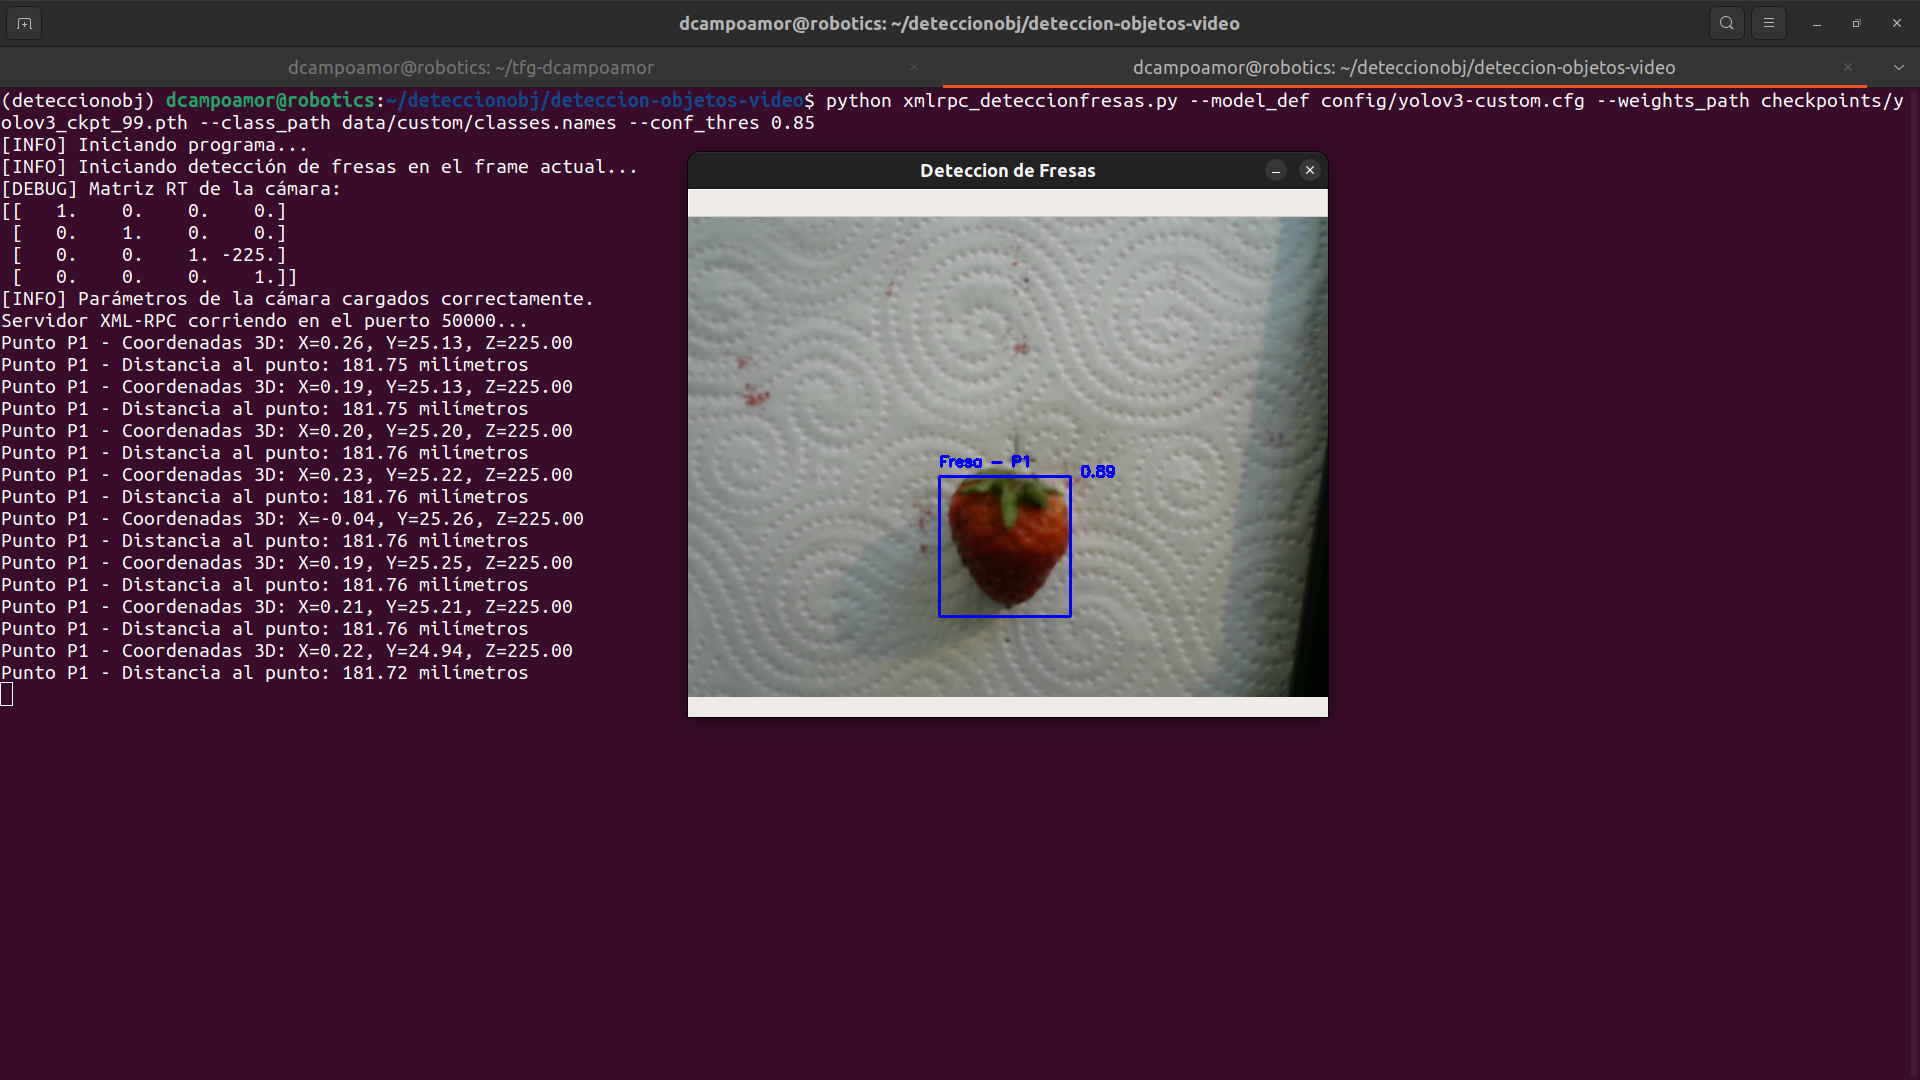 dcampoamor@robotics: ~/deteccionobj/deteccion-objetos-video
dcampoamor@robotics: ~/tfg-dcampoamor
dcampoamor@robotics: ~/deteccionobj/deteccion-objetos-video
(deteccionobj) dcampoamor@robotics:~/deteccionobj/deteccion-objetos-video$ python xmlrpc_deteccionfresas.py --model_def config/yolov3-custom.cfg --weights_path checkpoints/y
olov3_ckpt_99.pth --class_path data/custom/classes.names --conf_thres 0.85
[INFO] Iniciando programa...
[INFO] Iniciando detección de fresas en el frame actual...
[DEBUG] Matriz RT de la cámara:
[[   1.    0.    0.    0.]
 [   0.    1.    0.    0.]
 [   0.    0.    1. -225.]
 [   0.    0.    0.    1.]]
[INFO] Parámetros de la cámara cargados correctamente.
Servidor XML-RPC corriendo en el puerto 50000...
Punto P1 - Coordenadas 3D: X=0.26, Y=25.13, Z=225.00
Punto P1 - Distancia al punto: 181.75 milímetros
Punto P1 - Coordenadas 3D: X=0.19, Y=25.13, Z=225.00
Punto P1 - Distancia al punto: 181.75 milímetros
Punto P1 - Coordenadas 3D: X=0.20, Y=25.20, Z=225.00
Punto P1 - Distancia al punto: 181.76 milímetros
Punto P1 - Coordenadas 3D: X=0.23, Y=25.22, Z=225.00
Punto P1 - Distancia al punto: 181.76 milímetros
Punto P1 - Coordenadas 3D: X=-0.04, Y=25.26, Z=225.00
Punto P1 - Distancia al punto: 181.76 milímetros
Punto P1 - Coordenadas 3D: X=0.19, Y=25.25, Z=225.00
Punto P1 - Distancia al punto: 181.76 milímetros
Punto P1 - Coordenadas 3D: X=0.21, Y=25.21, Z=225.00
Punto P1 - Distancia al punto: 181.76 milímetros
Punto P1 - Coordenadas 3D: X=0.22, Y=24.94, Z=225.00
Punto P1 - Distancia al punto: 181.72 milímetros
Deteccion de Fresas
Fresa - P1
0.89